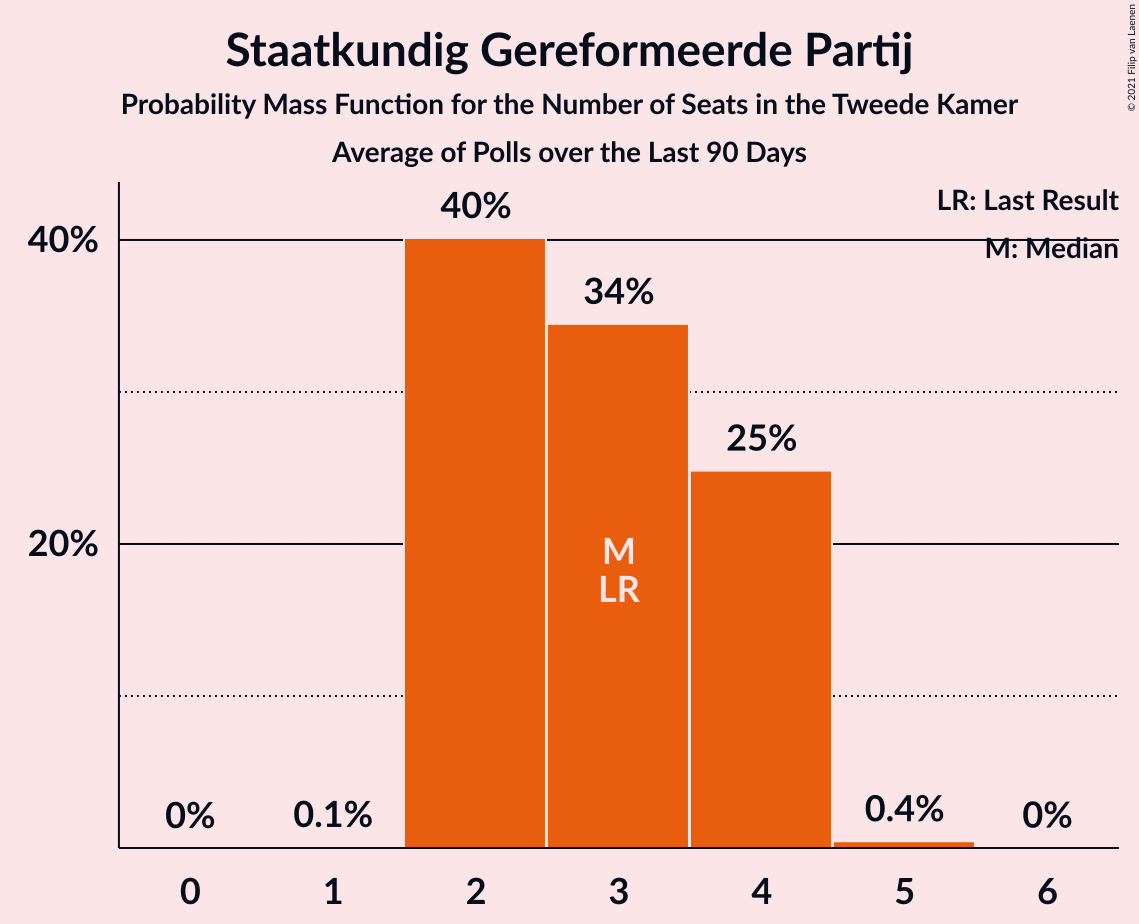 Staatkundig Gereformeerde Partij
Probability Mass Function for the Number of Seats in the Tweede Kamer
Average of Polls over the Last 90 Days
© 2021 Filip van Laenen
LR: Last Result
M: Median
40%
20%
0%
0.1%
40%
34%
25%
0.4%
0%
M
LR
0
1
2
3
4
5
6